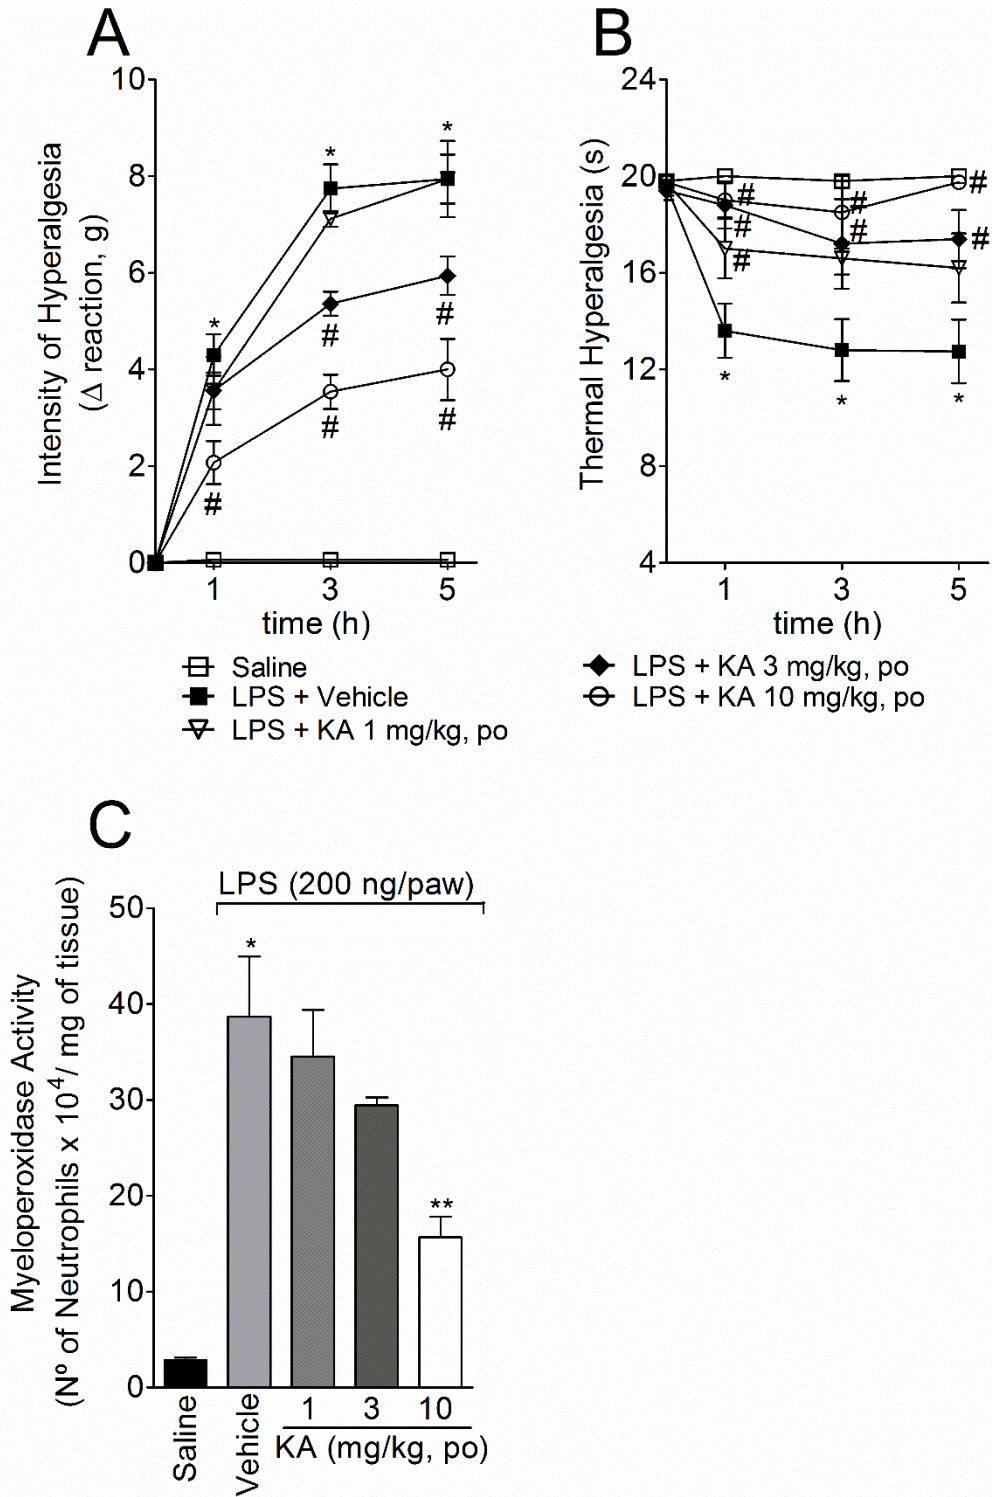 A
B
10
8
6
4
2
0
Intensity of Hyperalgesia
(Δ reaction, g)
*
*
*
#
#
#
#
#
1
3
5
time (h)
24
20
16
12
8
4
Thermal Hyperalgesia (s)
#
#
#
#
#
#
#
*
*
*
1
3
5
time (h)
Saline
LPS + Vehicle
LPS + KA 1 mg/kg, po
LPS + KA 3 mg/kg, po
LPS + KA 10 mg/kg, po
C
LPS (200 ng/paw)
Myeloperoxidase Activity
(Nº of Neutrophils x 10⁴/ mg of tissue)
50
40
30
20
10
0
*
**
Saline
Vehicle
1 3 10
KA (mg/kg, po)